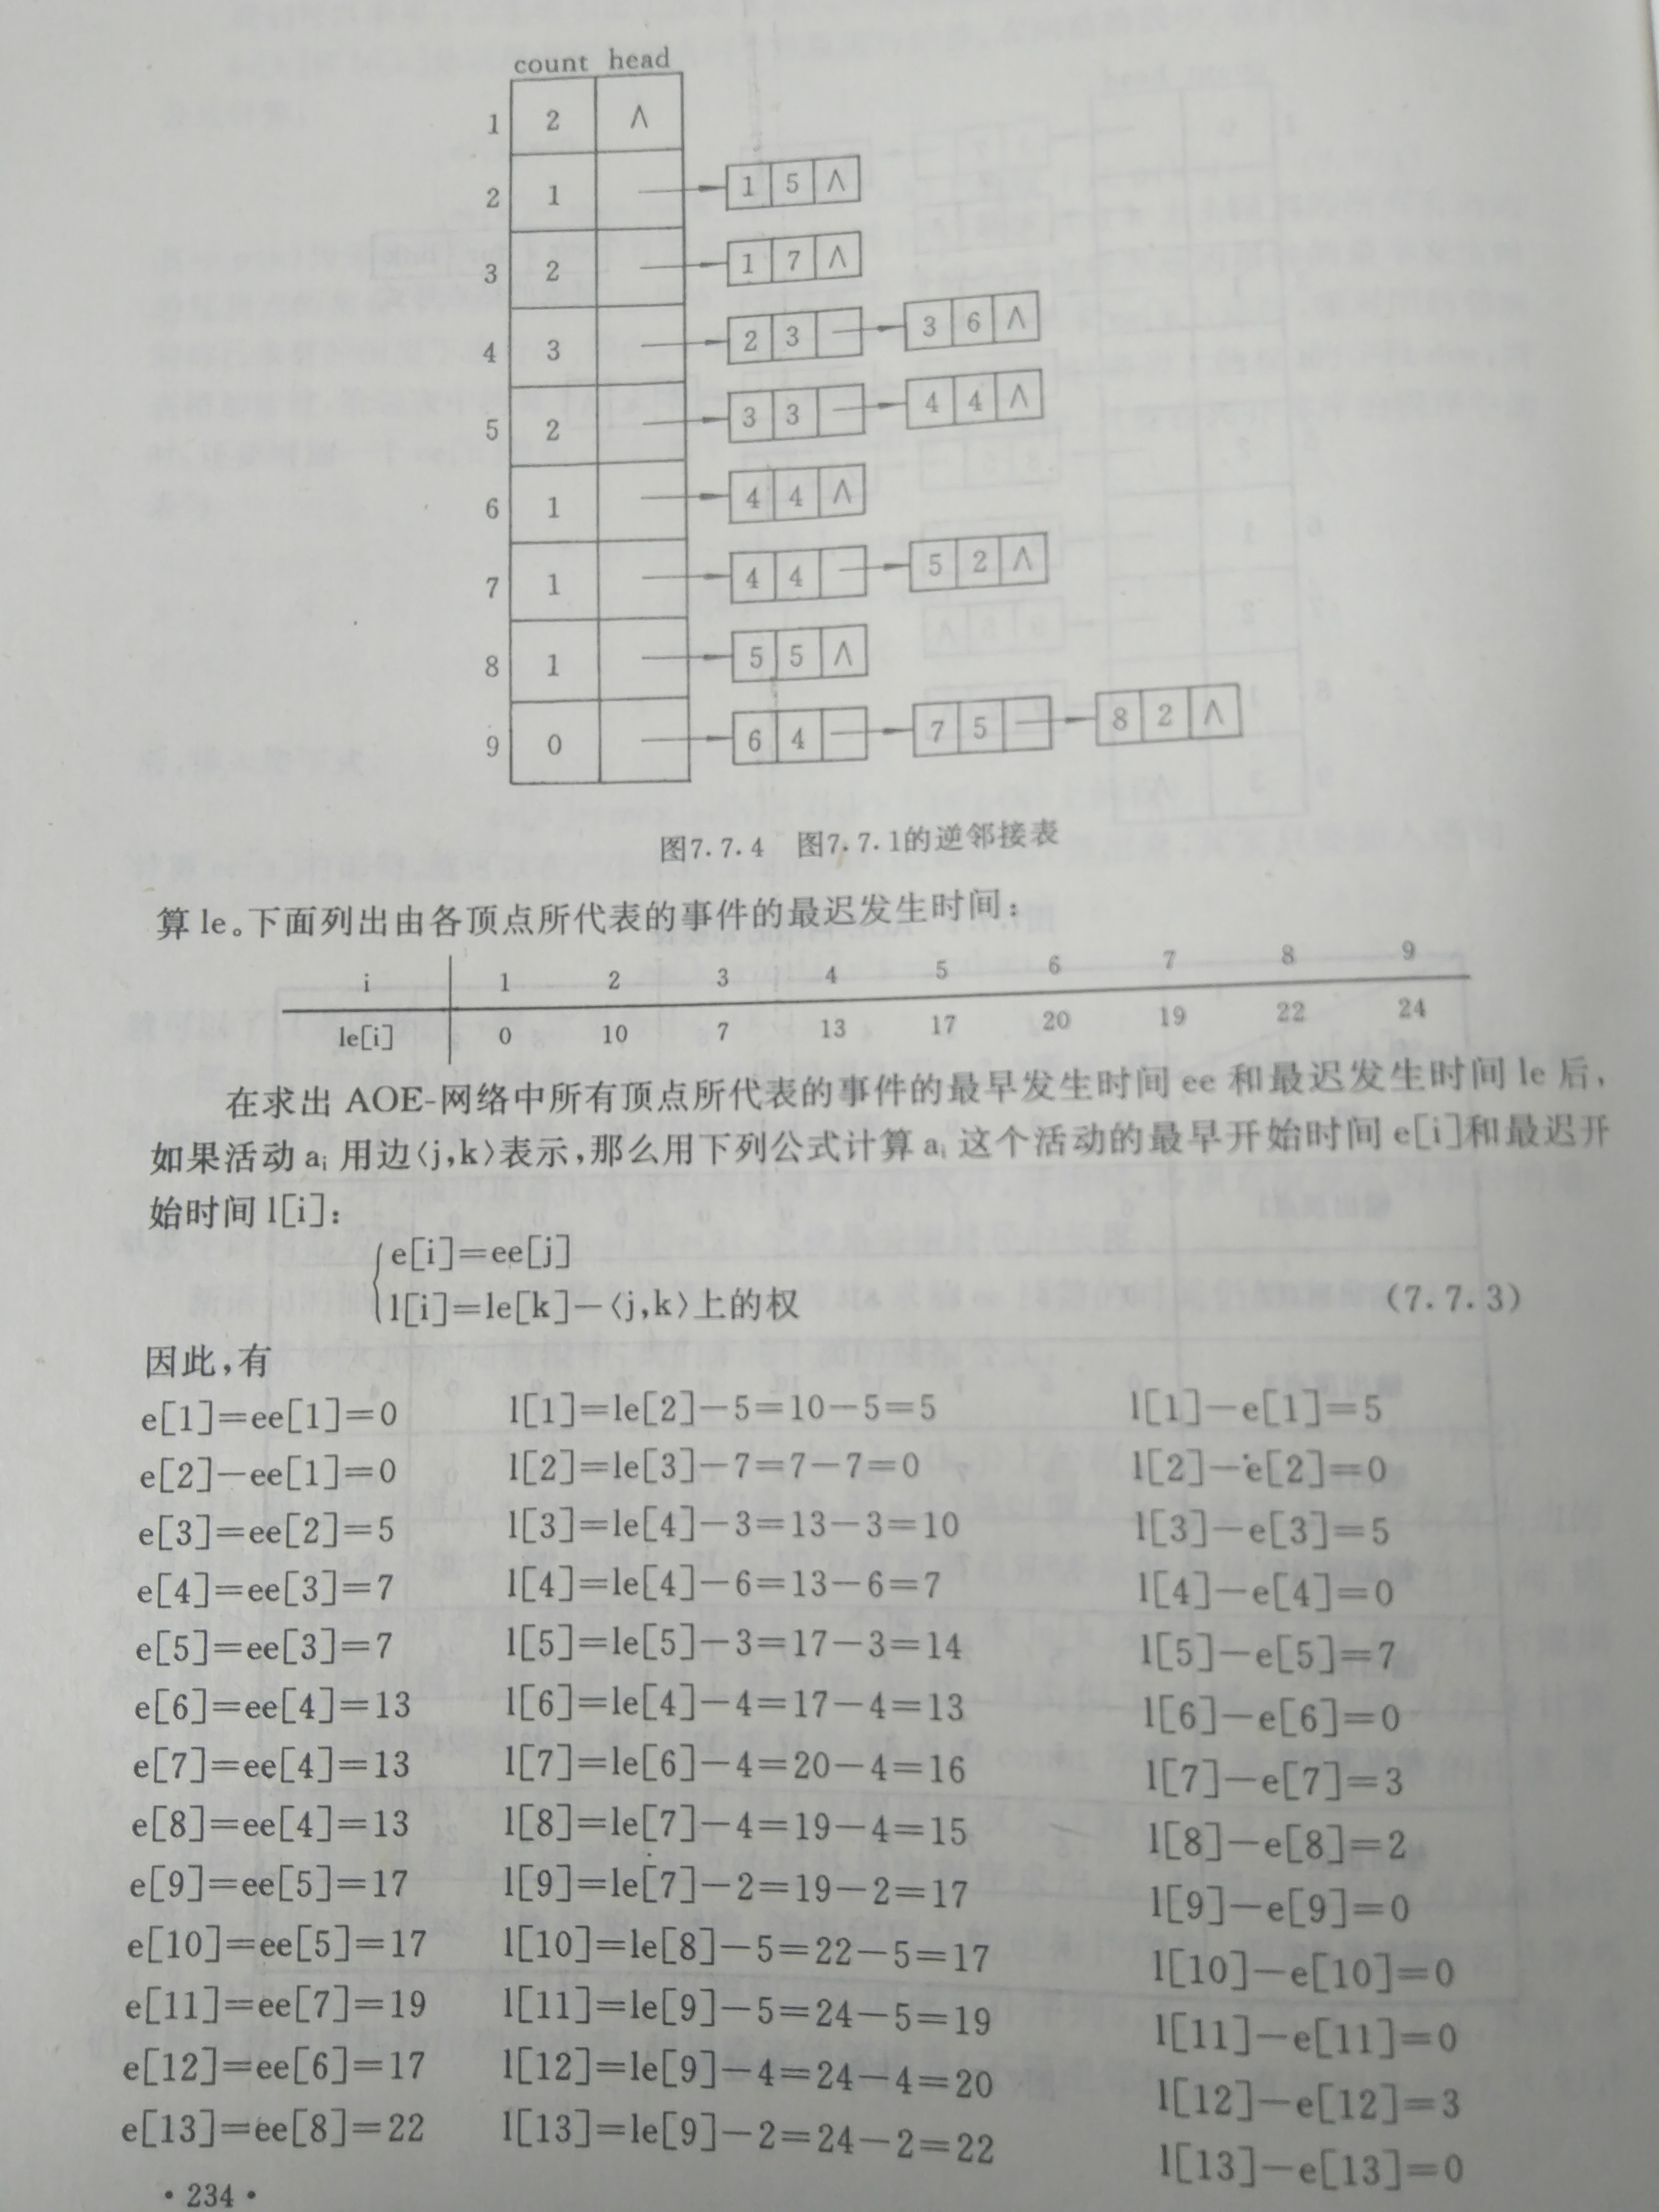 count head
1 2 ∧
2 1 1 5 ∧
3 2 1 7 ∧
4 3 2 3 3 6 ∧
5 2 3 3 4 4 ∧
6 1 4 4 ∧
7 1 4 4 5 2 ∧
8 1 5 5 ∧
9 0 6 4 7 5 8 2 ∧
图7.7.4 图7.7.1的逆邻接表
算le。下面列出由各顶点所代表的事件的最迟发生时间：
i 1 2 3 4 5 6 7 8 9
le[i] 0 10 7 13 17 20 19 22 24
在求出 AOE-网络中所有顶点所代表的事件的最早发生时间 ee 和最迟发生时间 le 后，
如果活动 aᵢ 用边〈j,k〉表示，那么用下列公式计算 aᵢ 这个活动的最早开始时间 e[i]和最迟开
始时间 l[i]：
e[i]=ee[j]
l[i]=le[k]－〈j,k〉上的权 (7.7.3)
因此，有
e[1]=ee[1]=0 l[1]=le[2]－5=10－5=5 l[1]－e[1]=5
e[2]－ee[1]=0 l[2]=le[3]－7=7－7=0 l[2]－e[2]=0
e[3]=ee[2]=5 l[3]=le[4]－3=13－3=10 l[3]－e[3]=5
e[4]=ee[3]=7 l[4]=le[4]－6=13－6=7 l[4]－e[4]=0
e[5]=ee[3]=7 l[5]=le[5]－3=17－3=14 l[5]－e[5]=7
e[6]=ee[4]=13 l[6]=le[4]－4=17－4=13 l[6]－e[6]=0
e[7]=ee[4]=13 l[7]=le[6]－4=20－4=16 l[7]－e[7]=3
e[8]=ee[4]=13 l[8]=le[7]－4=19－4=15 l[8]－e[8]=2
e[9]=ee[5]=17 l[9]=le[7]－2=19－2=17 l[9]－e[9]=0
e[10]=ee[5]=17 l[10]=le[8]－5=22－5=17 l[10]－e[10]=0
e[11]=ee[7]=19 l[11]=le[9]－5=24－5=19 l[11]－e[11]=0
e[12]=ee[6]=17 l[12]=le[9]－4=24－4=20 l[12]－e[12]=3
e[13]=ee[8]=22 l[13]=le[9]－2=24－2=22 l[13]－e[13]=0
· 234 ·